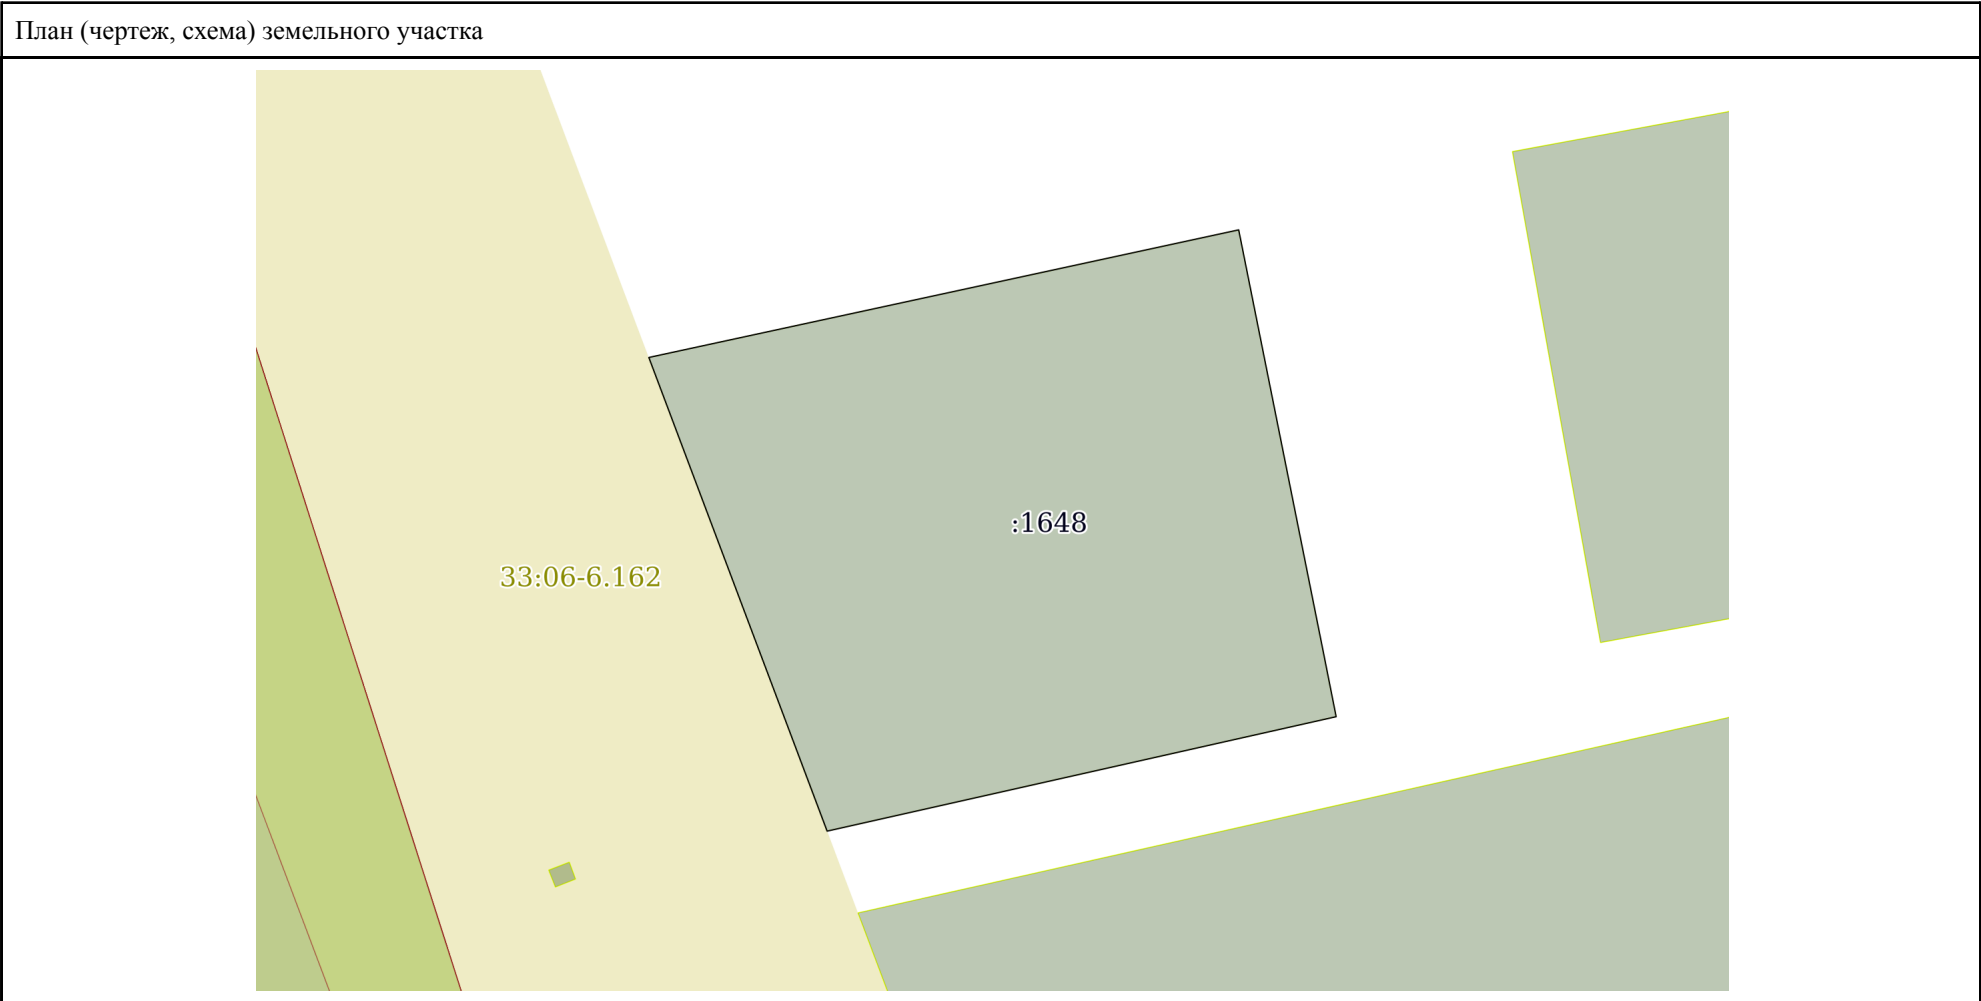 План (чертеж, схема) земельного участка
:1648
33:06-6.162